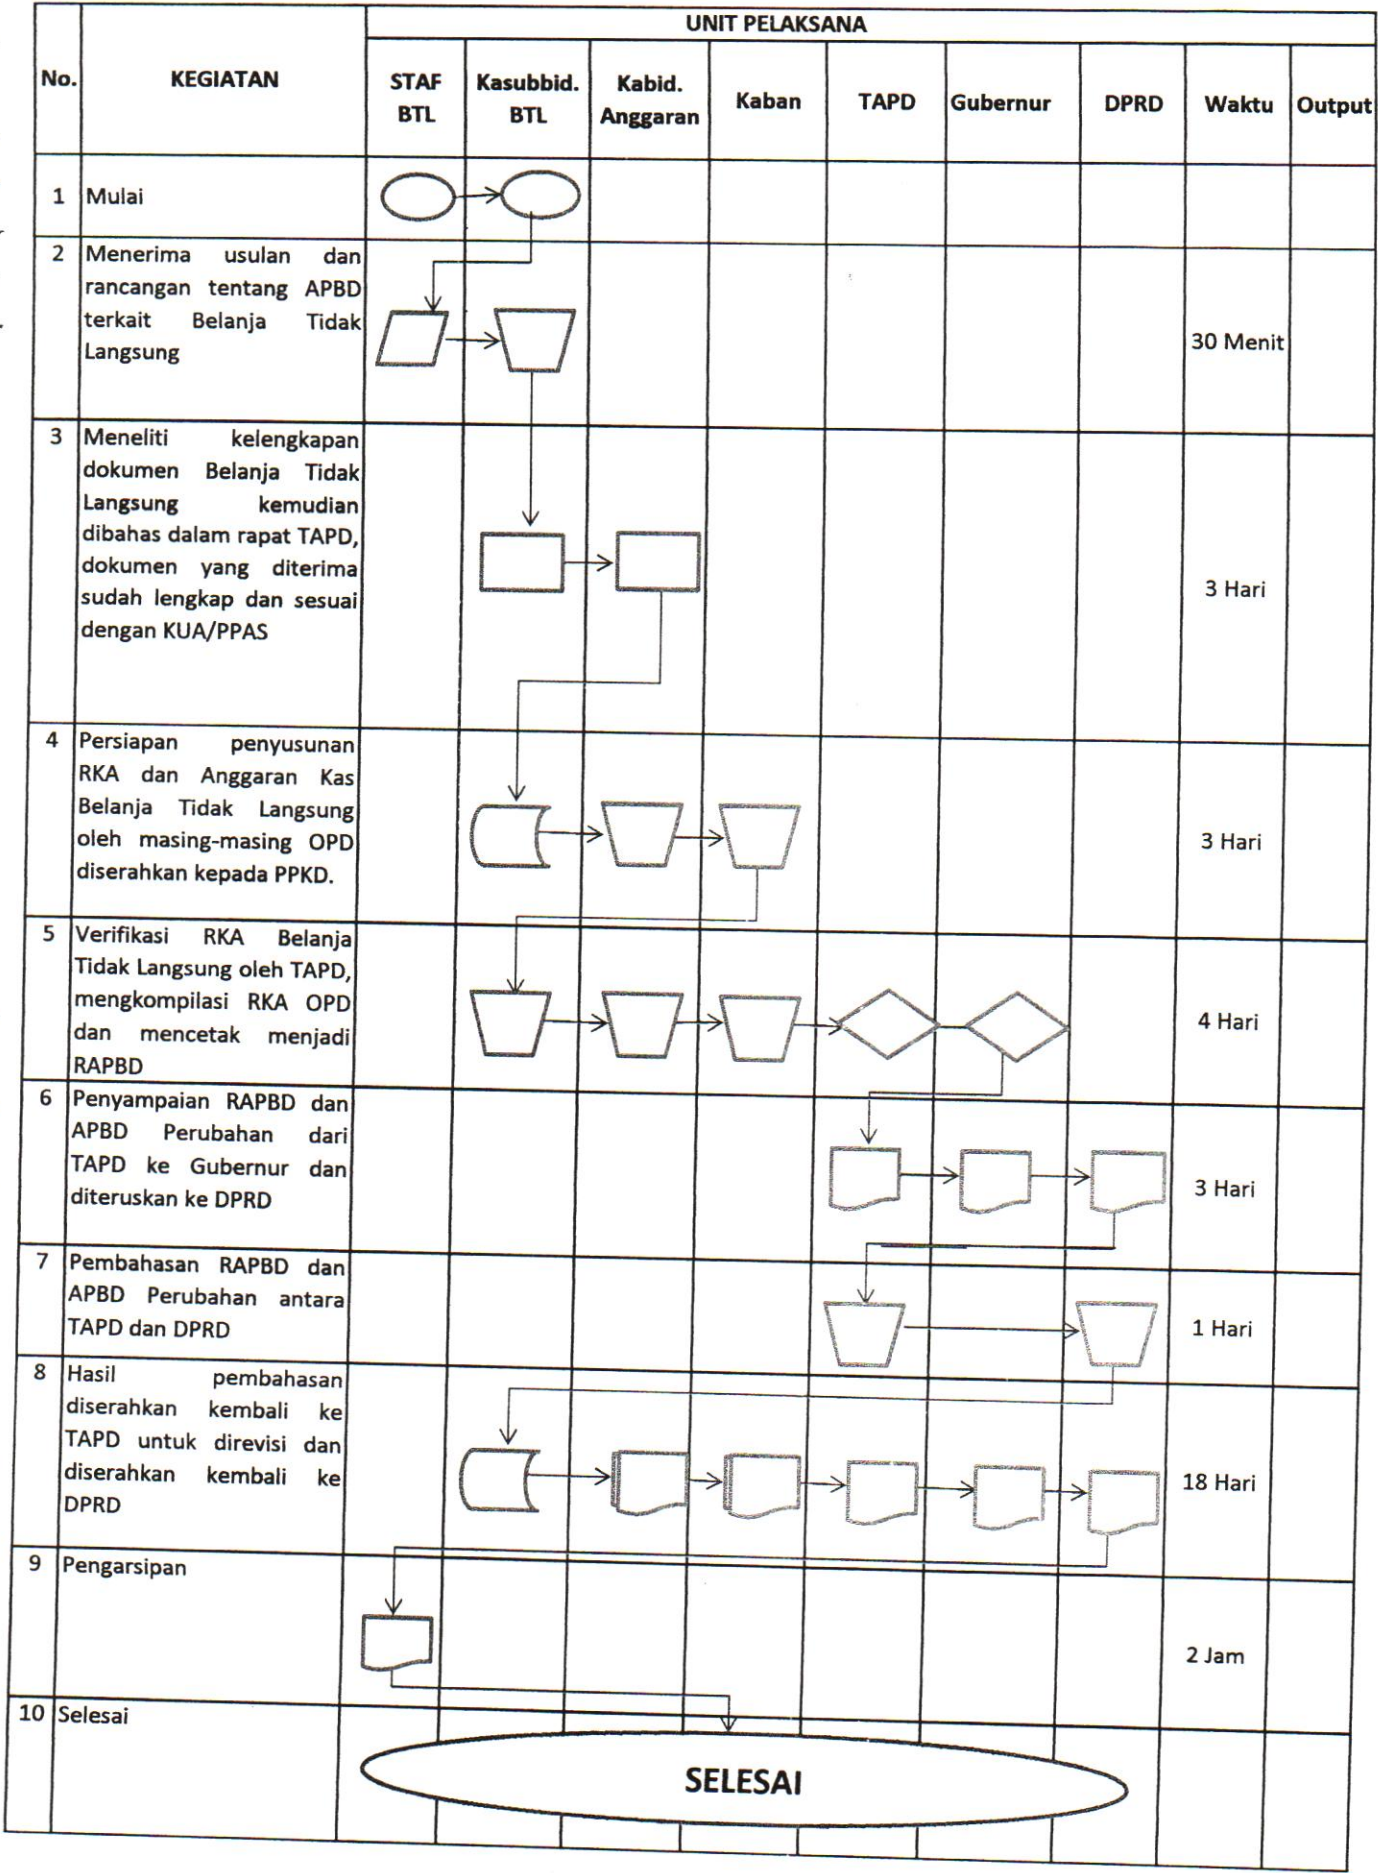 UNIT PELAKSANA
No.
KEGIATAN
STAF
BTL
Kasubbid.
BTL
Kabid.
Anggaran
Kaban
TAPD
Gubernur
DPRD
Waktu
Output
1
Mulai
2
Menerima usulan dan
rancangan tentang APBD
terkait Belanja Tidak
Langsung
30 Menit
3
Meneliti kelengkapan
dokumen Belanja Tidak
Langsung kemudian
dibahas dalam rapat TAPD,
dokumen yang diterima
sudah lengkap dan sesuai
dengan KUA/PPAS
3 Hari
4
Persiapan penyusunan
RKA dan Anggaran Kas
Belanja Tidak Langsung
oleh masing-masing OPD
diserahkan kepada PPKD.
3 Hari
5
Verifikasi RKA Belanja
Tidak Langsung oleh TAPD,
mengkompilasi RKA OPD
dan mencetak menjadi
RAPBD
4 Hari
6
Penyampaian RAPBD dan
APBD Perubahan dari
TAPD ke Gubernur dan
diteruskan ke DPRD
3 Hari
7
Pembahasan RAPBD dan
APBD Perubahan antara
TAPD dan DPRD
1 Hari
8
Hasil pembahasan
diserahkan kembali ke
TAPD untuk direvisi dan
diserahkan kembali ke
DPRD
18 Hari
9
Pengarsipan
2 Jam
10
Selesai
SELESAI